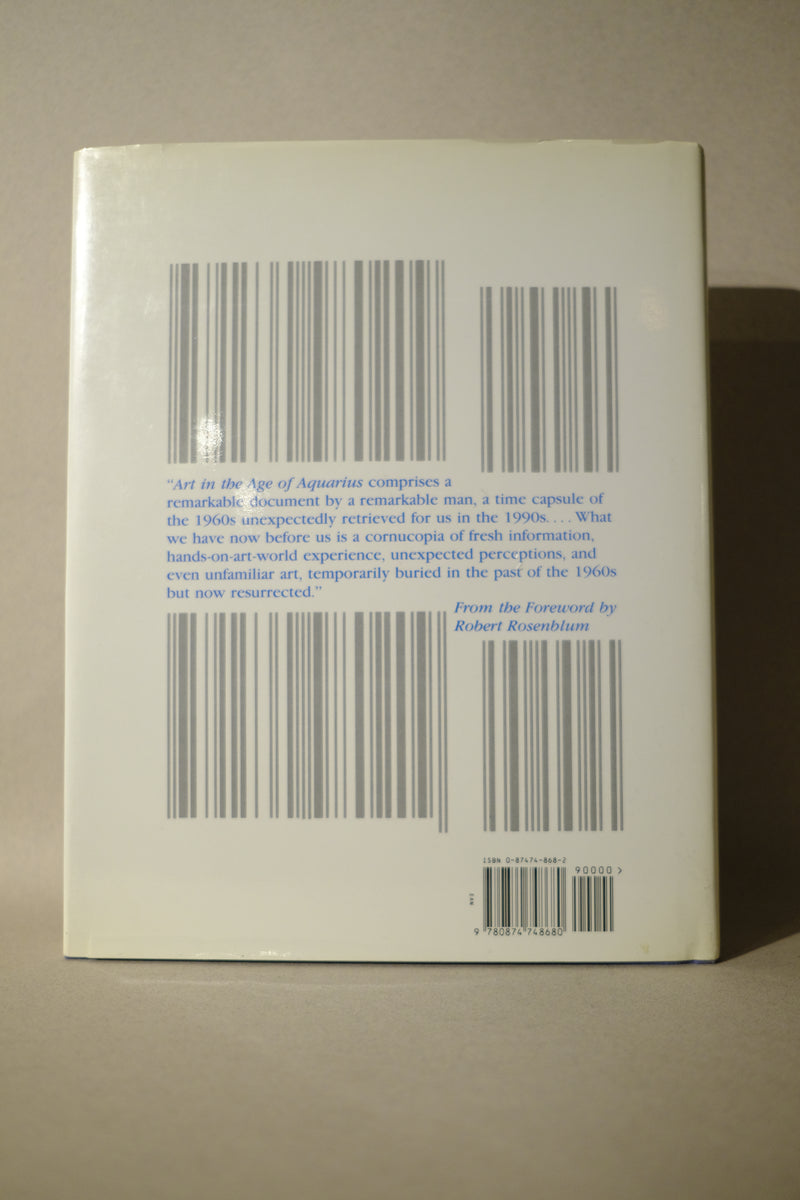 “Art in the Age of Aquarius comprises a
remarkable document by a remarkable man, a time capsule of
the 1960s unexpectedly retrieved for us in the 1990s. . . . What
we have now before us is a cornucopia of fresh information,
hands-on-art-world experience, unexpected perceptions, and
even unfamiliar art, temporarily buried in the past of the 1960s
but now resurrected.”
From the Foreword by
Robert Rosenblum
ISBN 0-87474-868-2
90000 >
EAN
9 780874 748680